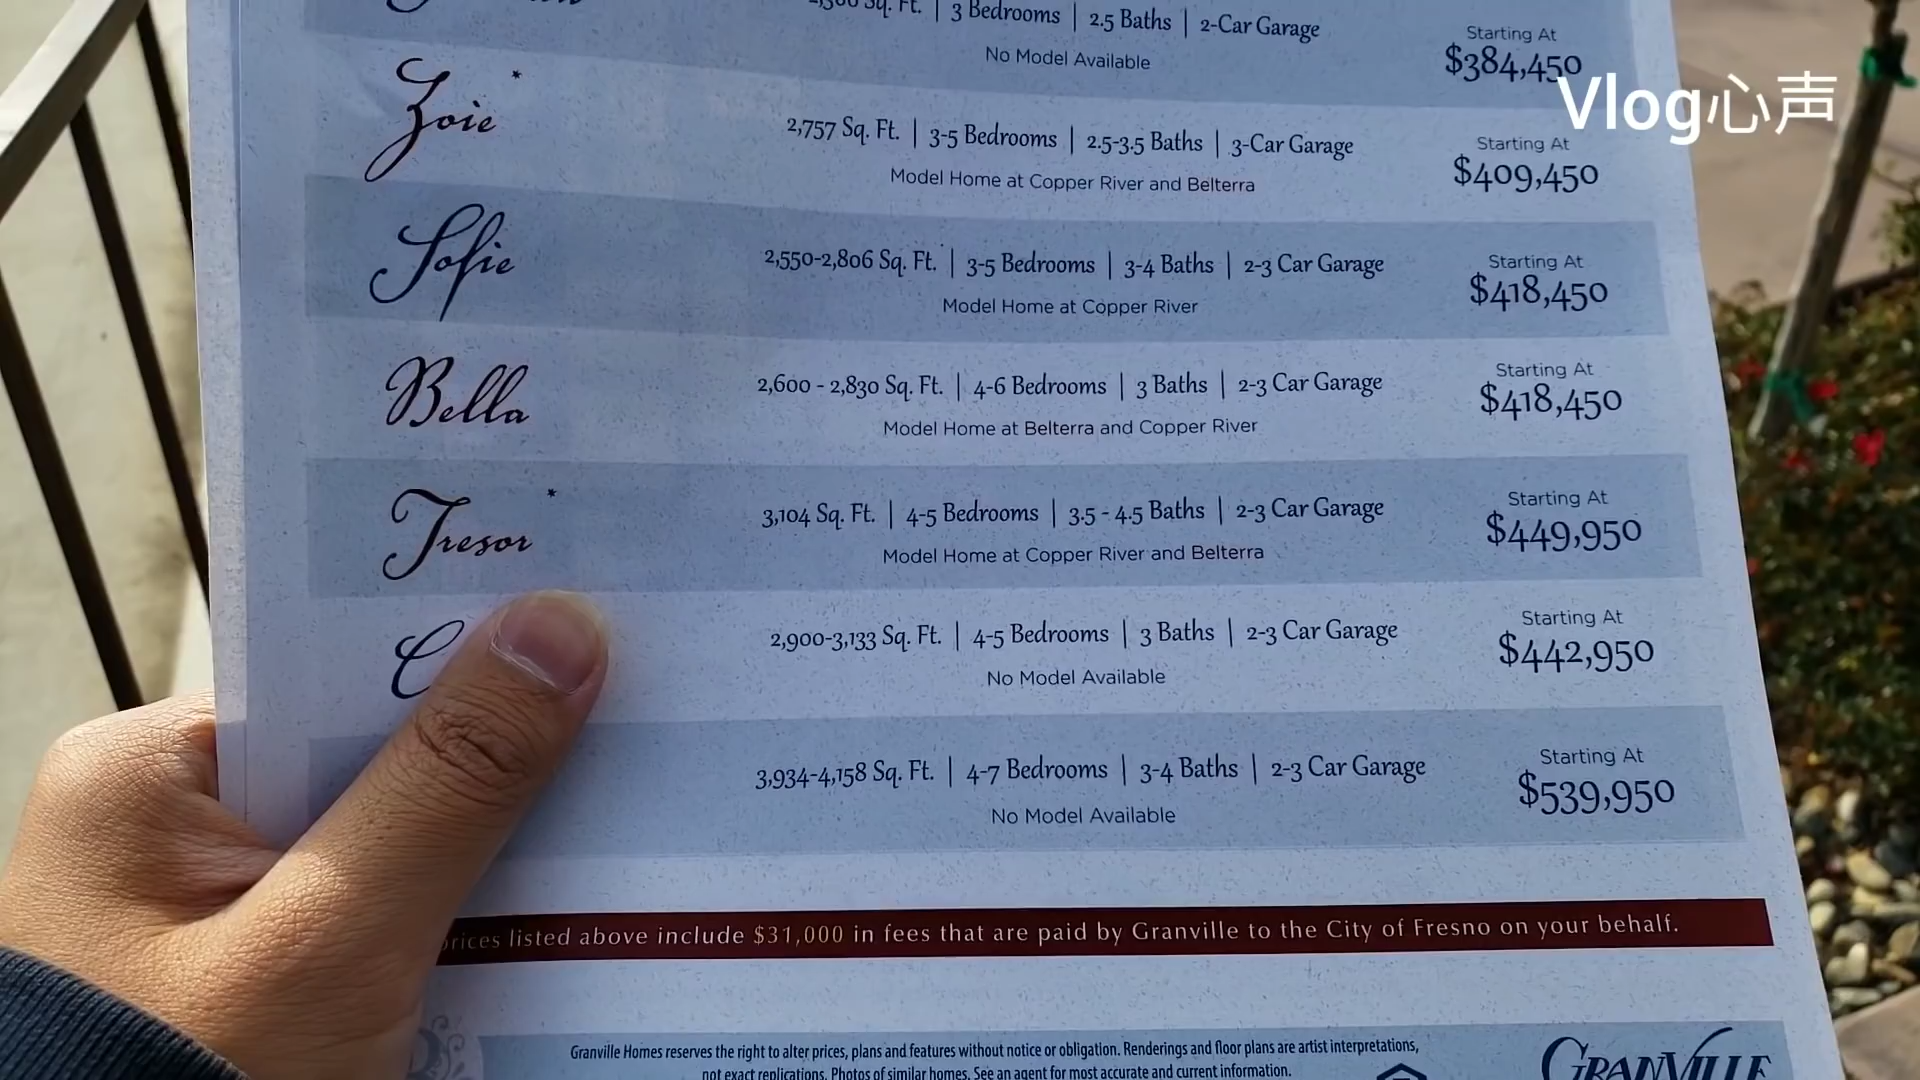 Sq. Ft. | 3 Bedrooms | 2.5 Baths | 2-Car Garage
No Model Available
Starting At
$384,450
Vlog心声
Zoie*
2,757 Sq. Ft. | 3-5 Bedrooms | 2.5-3.5 Baths | 3-Car Garage
Model Home at Copper River and Belterra
Starting At
$409,450
Sofie
2,550-2,806 Sq. Ft. | 3-5 Bedrooms | 3-4 Baths | 2-3 Car Garage
Model Home at Copper River
Starting At
$418,450
Bella
2,600 - 2,830 Sq. Ft. | 4-6 Bedrooms | 3 Baths | 2-3 Car Garage
Model Home at Belterra and Copper River
Starting At
$418,450
Tresor*
3,104 Sq. Ft. | 4-5 Bedrooms | 3.5 - 4.5 Baths | 2-3 Car Garage
Model Home at Copper River and Belterra
Starting At
$449,950
2,900-3,133 Sq. Ft. | 4-5 Bedrooms | 3 Baths | 2-3 Car Garage
No Model Available
Starting At
$442,950
3,934-4,158 Sq. Ft. | 4-7 Bedrooms | 3-4 Baths | 2-3 Car Garage
No Model Available
Starting At
$539,950
prices listed above include $31,000 in fees that are paid by Granville to the City of Fresno on your behalf.
Granville Homes reserves the right to alter prices, plans and features without notice or obligation. Renderings and floor plans are artist interpretations,
not exact replications. Photos of similar homes. See an agent for most accurate and current information.
GRANVILLE